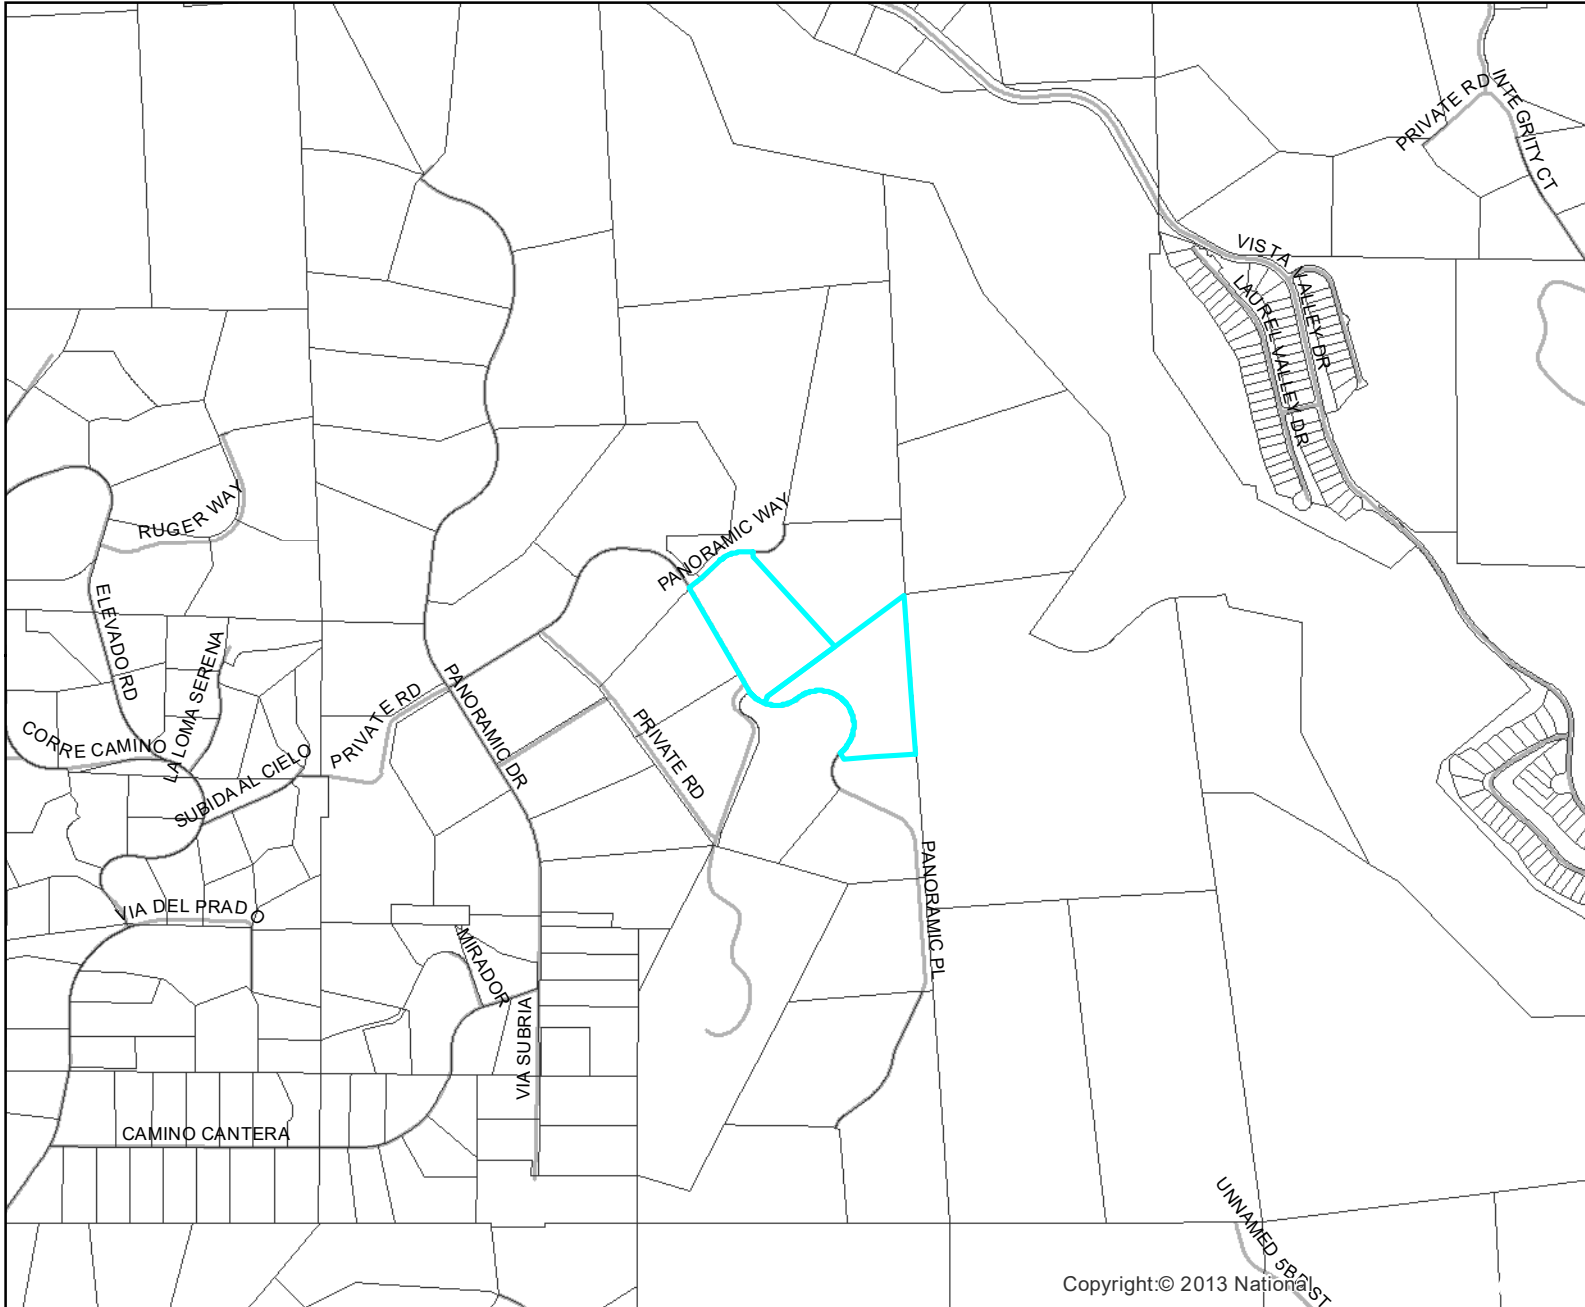 PRIVATE RD
INTEGRITY CT
VISTA VALLEY DR
LAUREL VALLEY DR
RUGER WAY
PANORAMIC WAY
ELEVADO RD
LA LOMA SERENA
PANORAMIC DR
PRIVATE RD
PRIVATE RD
CORRE CAMINO
SUBIDA AL CIELO
PANORAMIC PL
VIA DEL PRADO
MIRADOR
VIA SUBRIA
CAMINO CANTERA
UNNAMED 5B7 ST
Copyright:© 2013 National